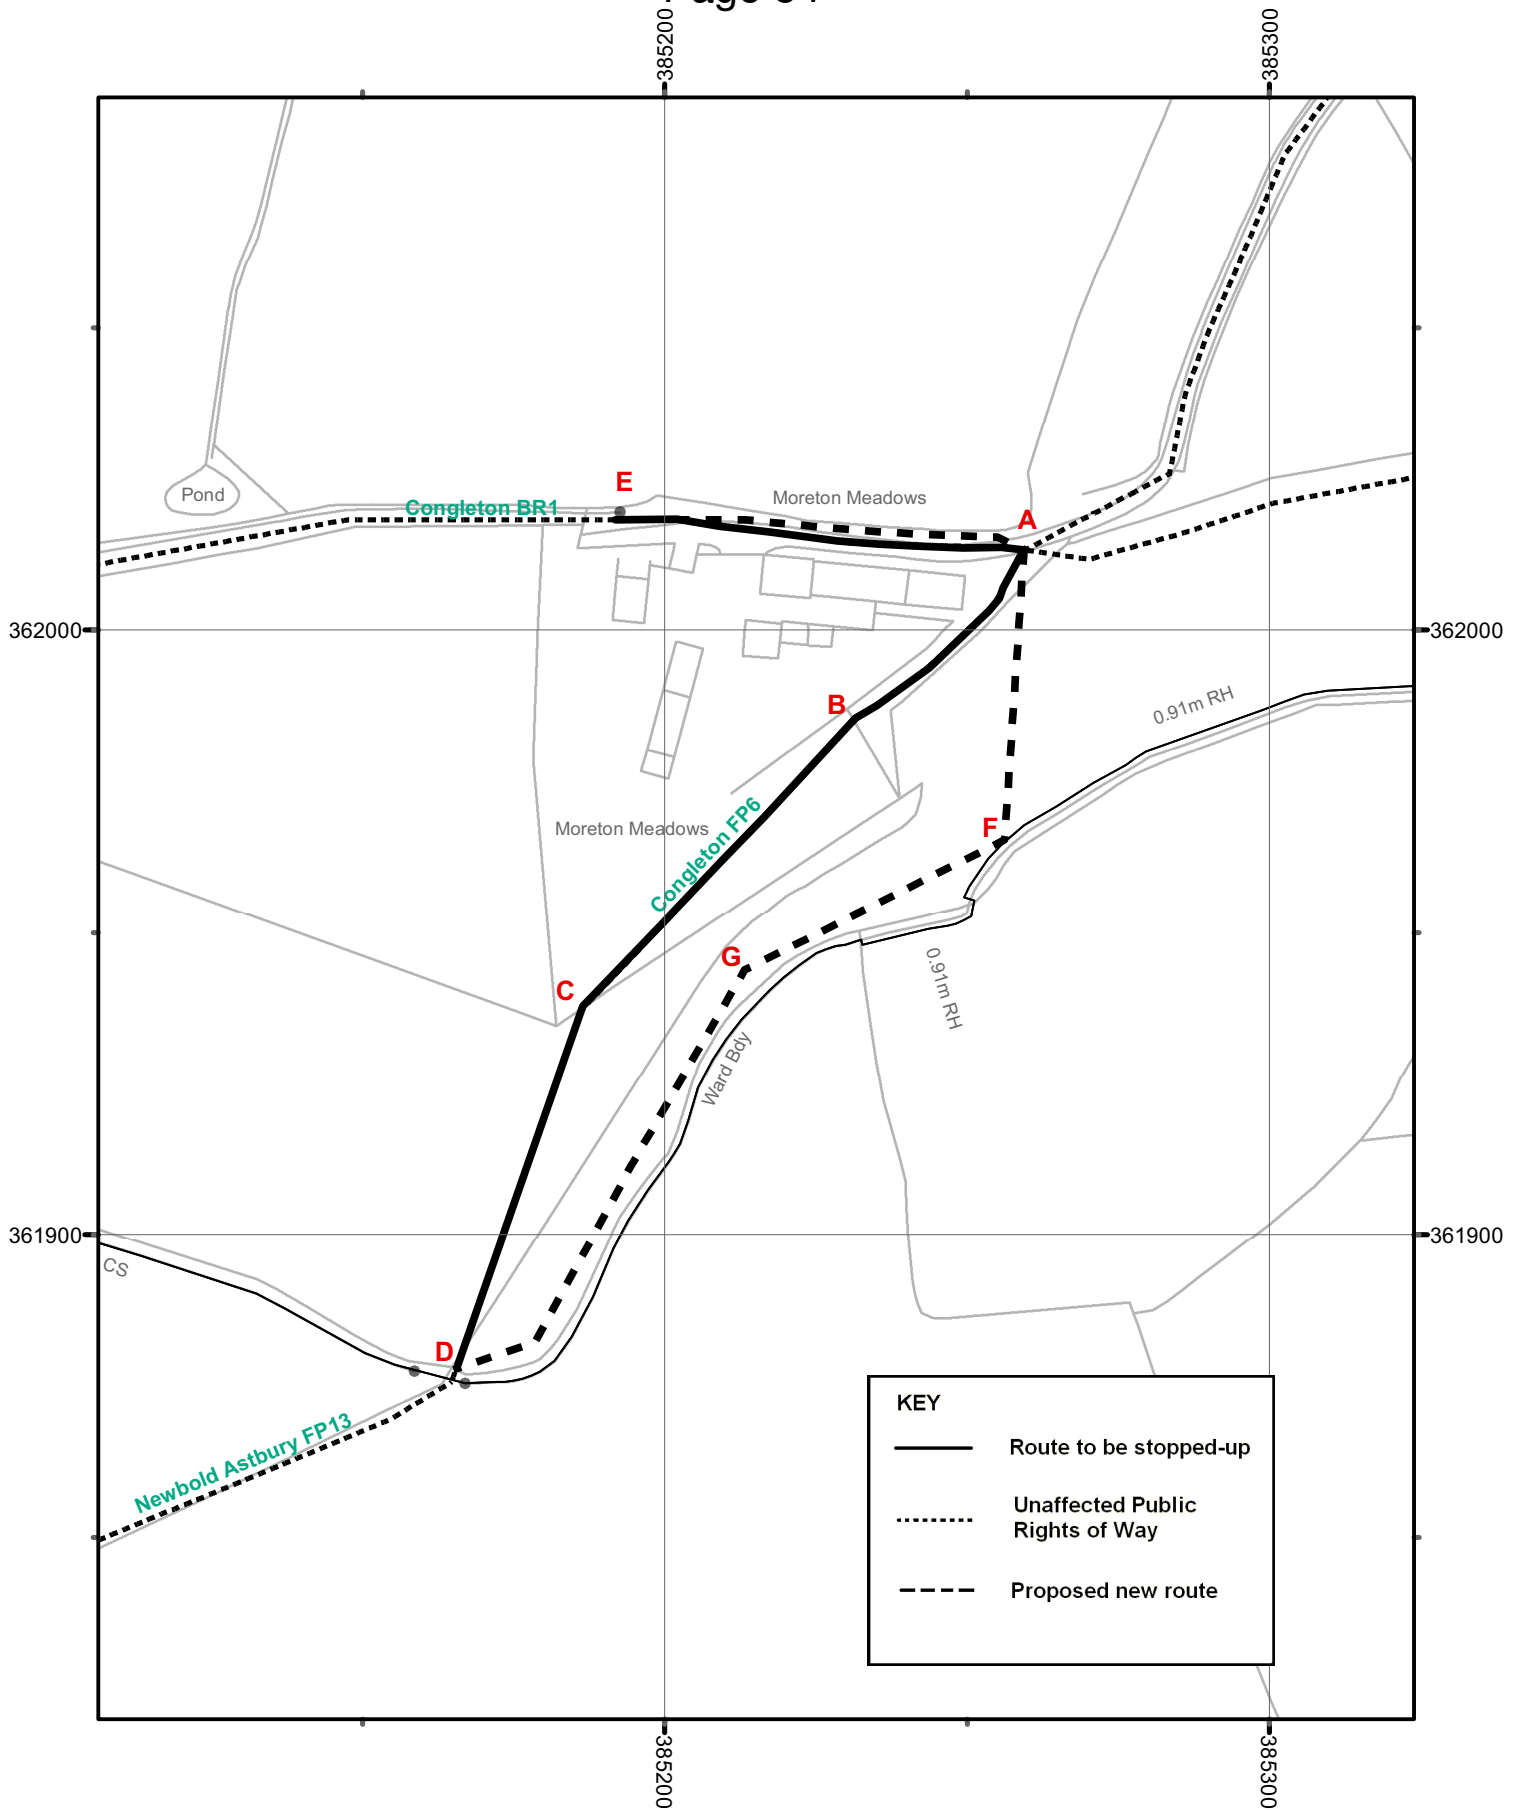 385200
385300
E
Pond
Congleton BR1
Moreton Meadows
A
362000
362000
B
0.91m RH
Congleton FP6
Moreton Meadows
F
G
C
0.91m RH
Ward Bdy
361900
361900
CS
D
Newbold Astbury FP13
KEY
Route to be stopped-up
Unaffected Public
Rights of Way
Proposed new route
385200
385300